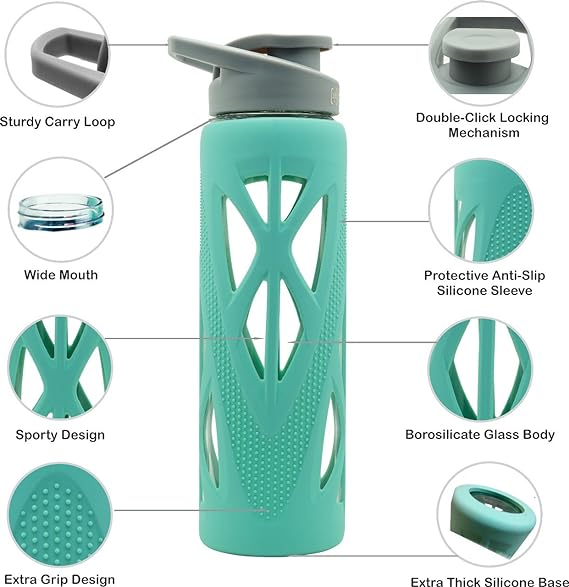 Sturdy Carry Loop
Double-Click Locking
Mechanism
Wide Mouth
Protective Anti-Slip
Silicone Sleeve
Sporty Design
Borosilicate Glass Body
Extra Grip Design
Extra Thick Silicone Base